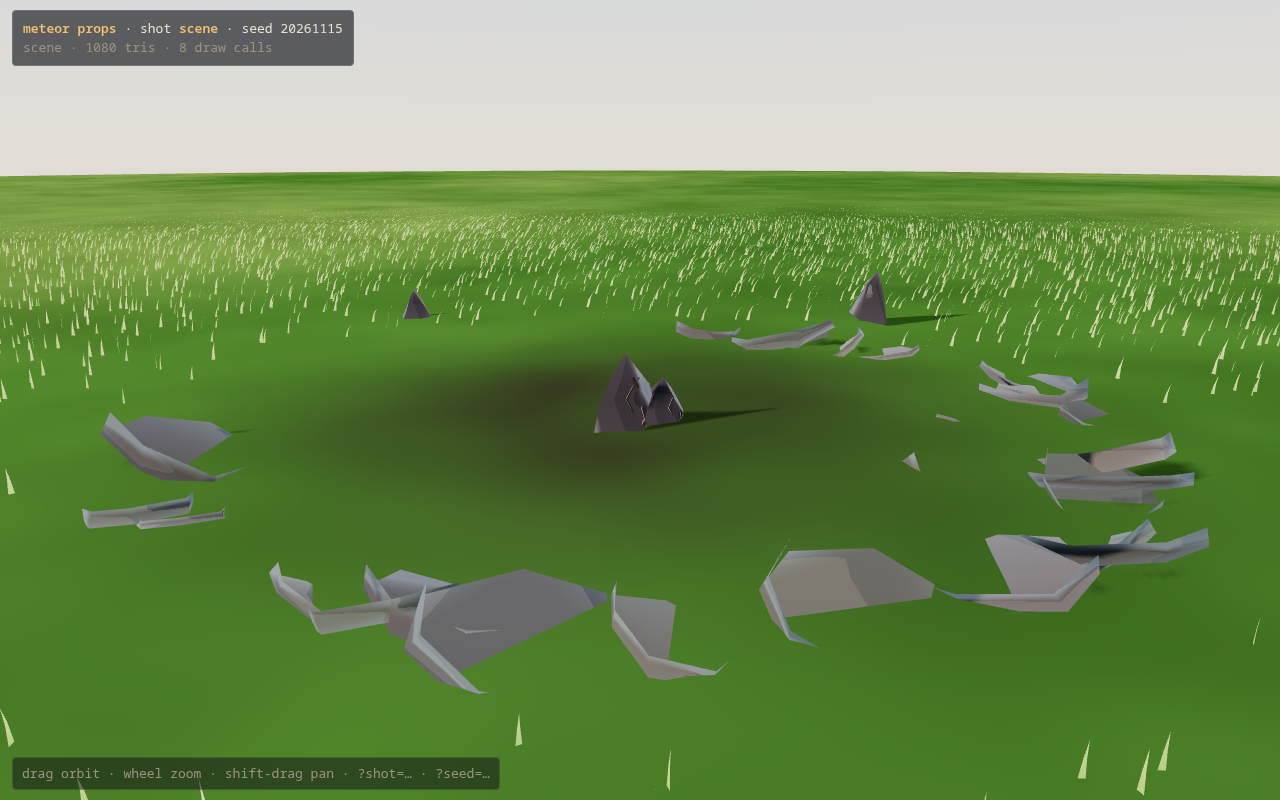 meteor props · shot scene · seed 20261115
scene · 1080 tris · 8 draw calls
drag orbit · wheel zoom · shift-drag pan · ?shot=… · ?seed=…